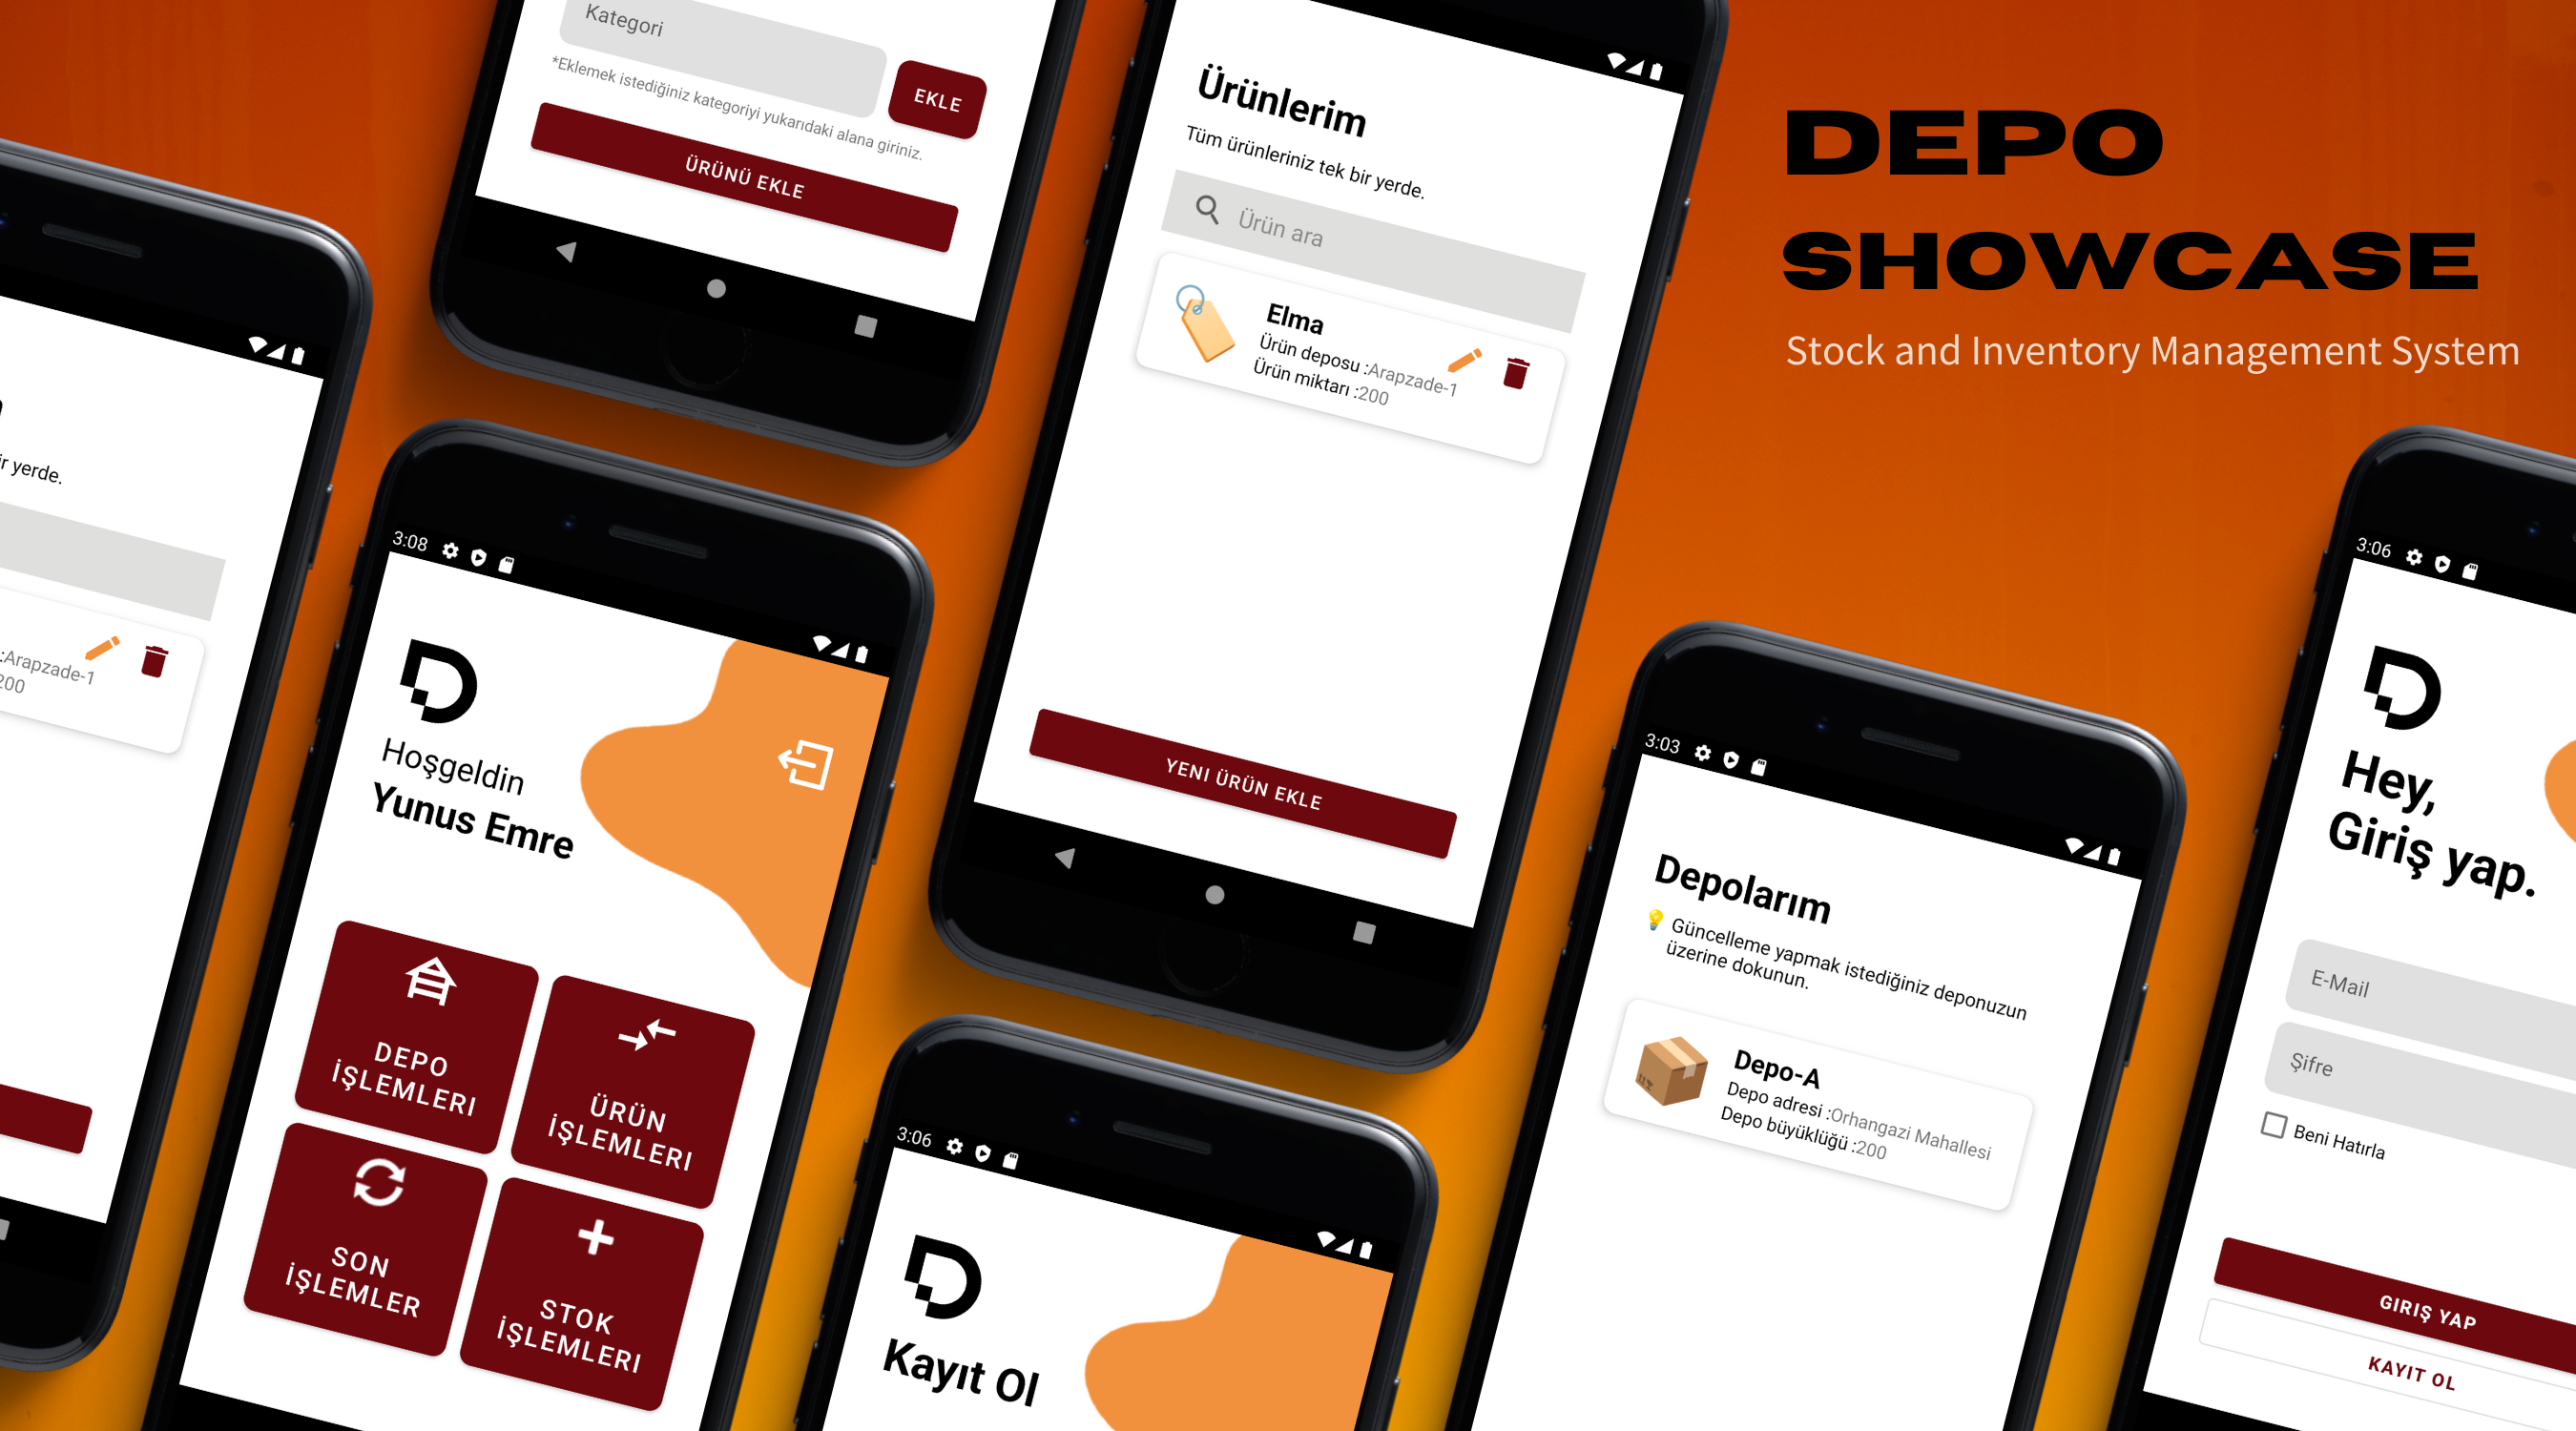 DEPO
SHOWCASE
Stock and Inventory Management System
Kategori
EKLE
*Eklemek istediğiniz kategoriyi yukarıdaki alana giriniz.
ÜRÜNÜ EKLE
Ürünlerim
Tüm ürünleriniz tek bir yerde.
Ürün ara
Elma
Ürün deposu :Arapzade-1
Ürün miktarı :200
YENI ÜRÜN EKLE
yerde.
:Arapzade-1
200
3:08
Hoşgeldin
Yunus Emre
DEPO
İŞLEMLERI
ÜRÜN
İŞLEMLERI
SON
İŞLEMLER
STOK
İŞLEMLERI
3:06
Kayıt Ol
3:03
Depolarım
💡 Güncelleme yapmak istediğiniz deponuzun
üzerine dokunun.
Depo-A
Depo adresi :Orhangazi Mahallesi
Depo büyüklüğü :200
3:06
Hey,
Giriş yap.
E-Mail
Şifre
Beni Hatırla
GIRIŞ YAP
KAYIT OL